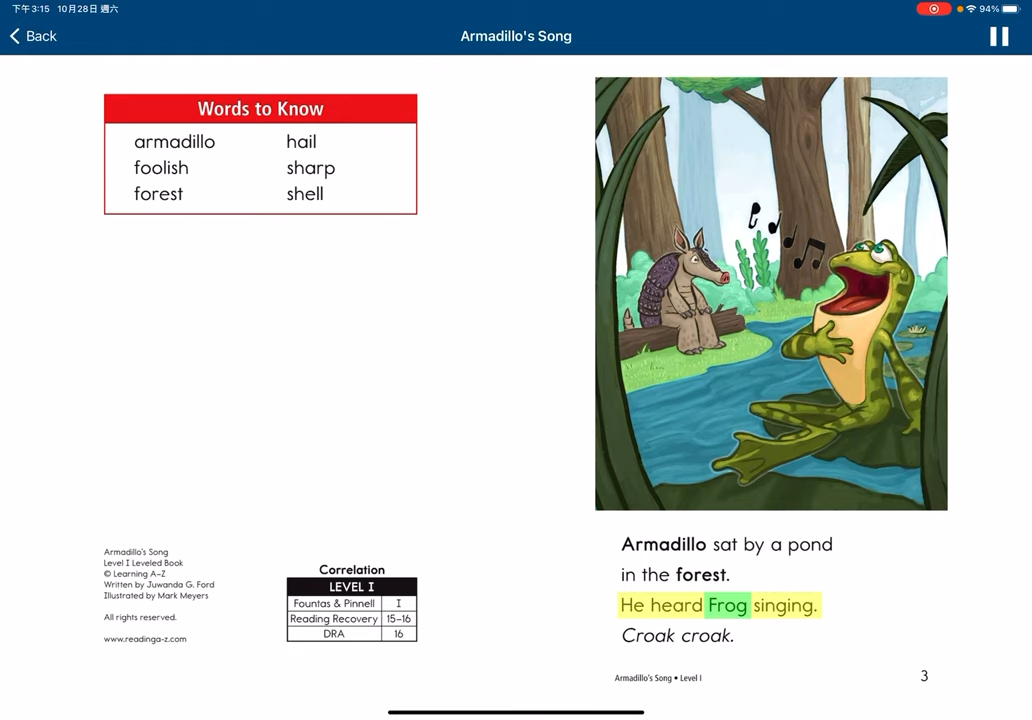 下午3:15 10月28日 週六
94%
Back
Armadillo's Song
Words to Know
armadillo hail
foolish sharp
forest shell
Armadillo's Song
Level I Leveled Book
© Learning A–Z
Written by Juwanda G. Ford
Illustrated by Mark Meyers
All rights reserved.
www.readinga-z.com
Correlation
LEVEL I
Fountas & Pinnell I
Reading Recovery 15–16
DRA 16
Armadillo sat by a pond
in the forest.
He heard Frog singing.
Croak croak.
Armadillo's Song • Level I
3